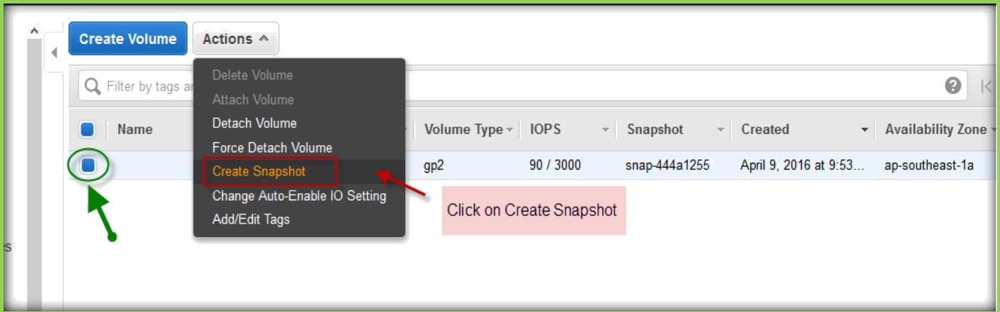 Create Volume Actions
Delete Volume
Filter by tags
Attach Volume
Detach Volume
Name Volume Type IOPS Snapshot Created Availability Zone
Force Detach Volume
gp2 90 / 3000 snap-444a1255 April 9, 2016 at 9:53... ap-southeast-1a
Create Snapshot
Change Auto-Enable IO Setting
Click on Create Snapshot
Add/Edit Tags